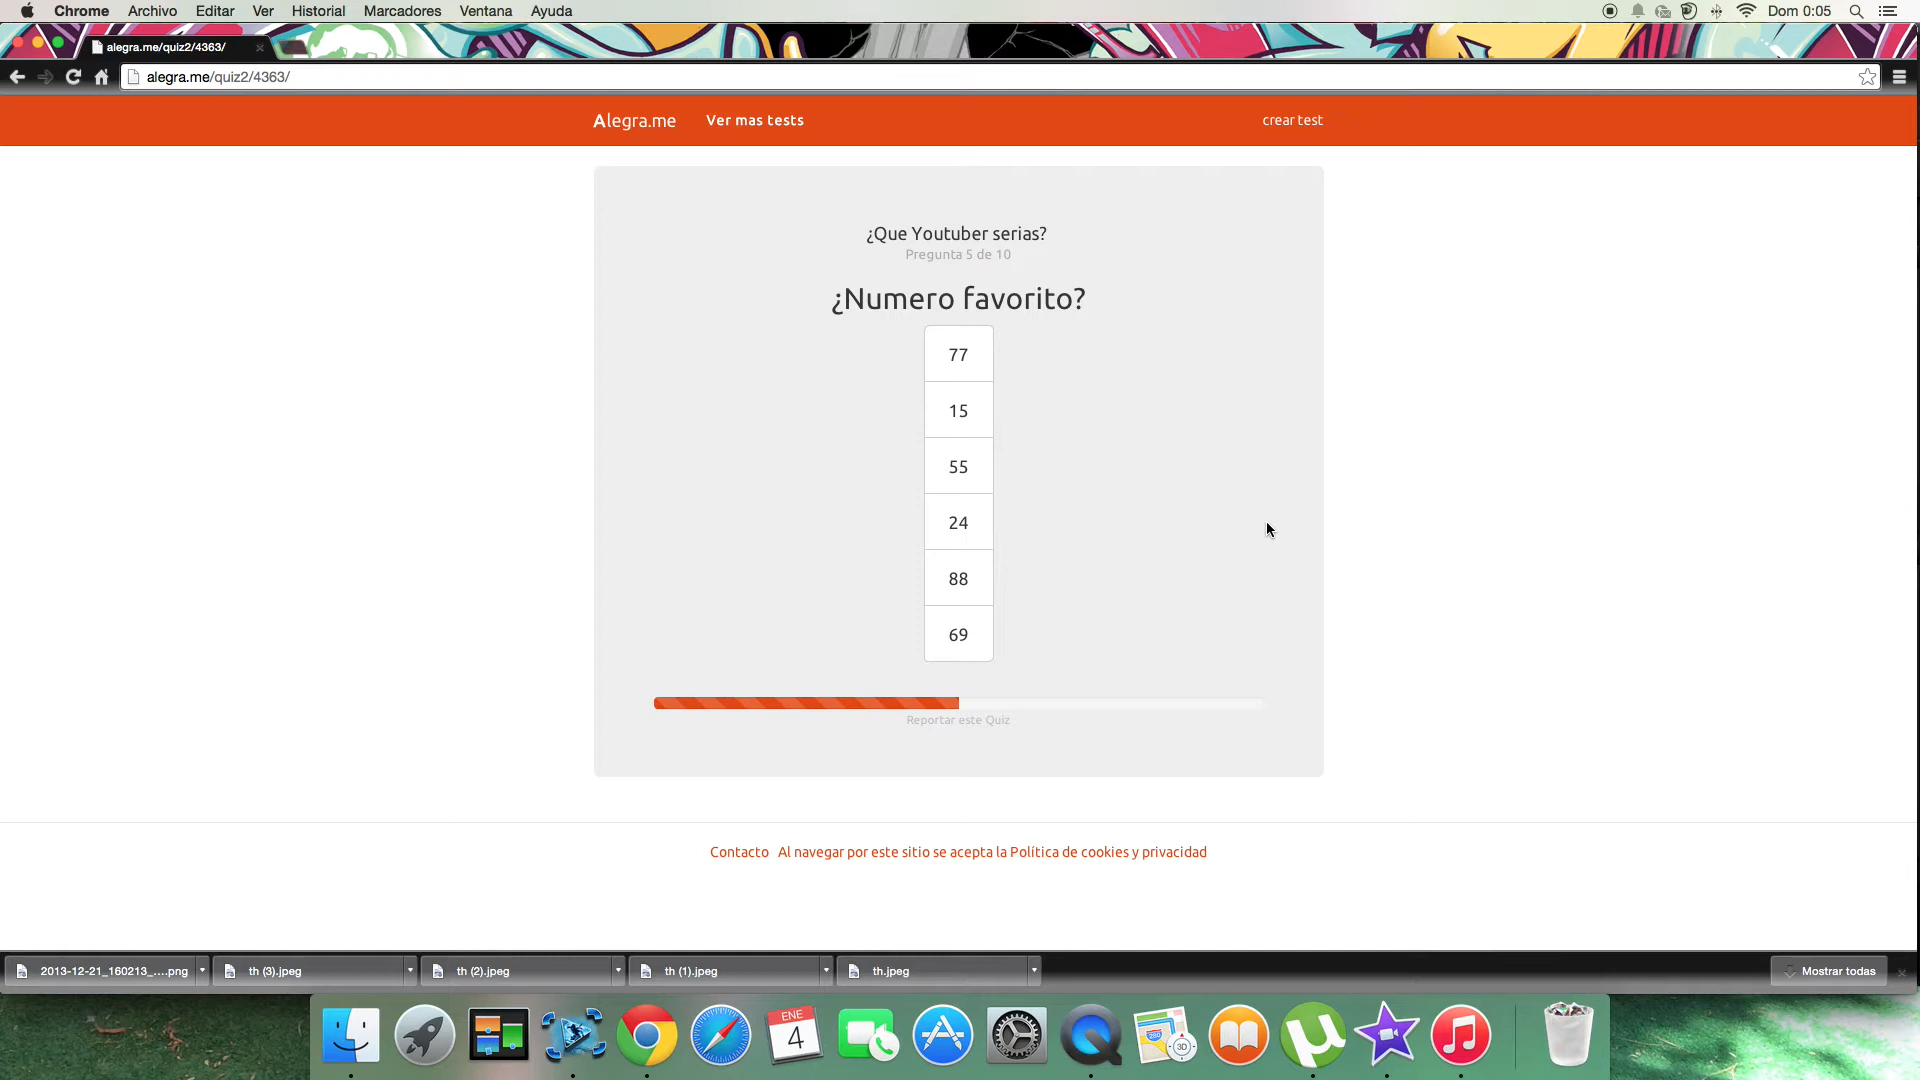 Chrome Archivo Editar Ver Historial Marcadores Ventana Ayuda Dom 0:05
alegra.me/quiz2/4363/
alegra.me/quiz2/4363/
Alegra.me Ver mas tests crear test
¿Que Youtuber serias?
Pregunta 5 de 10
¿Numero favorito?
77
15
55
24
88
69
Reportar este Quiz
Contacto Al navegar por este sitio se acepta la Política de cookies y privacidad
2013-12-21_160213_....png th (3).jpeg th (2).jpeg th (1).jpeg th.jpeg Mostrar todas
ENE
4
3D